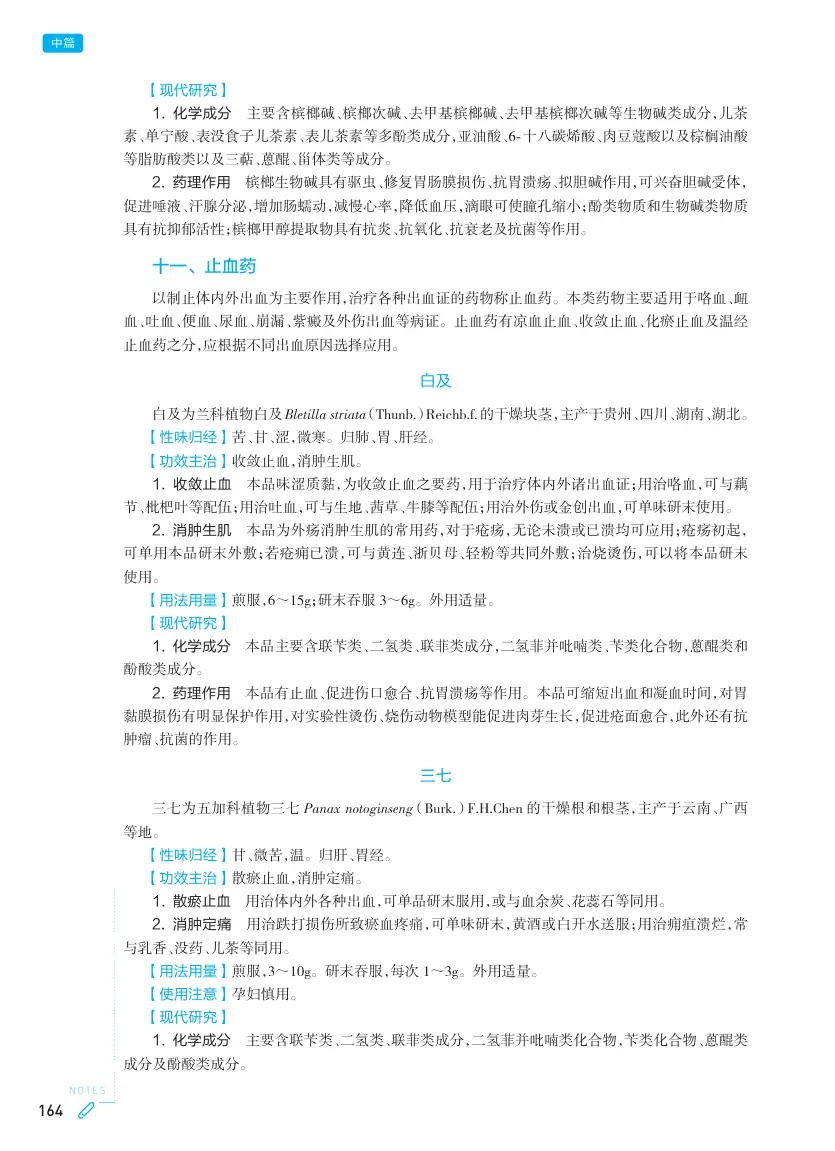 中篇
【现代研究】
1. 化学成分　主要含槟榔碱、槟榔次碱、去甲基槟榔碱、去甲基槟榔次碱等生物碱类成分,儿茶
素、单宁酸、表没食子儿茶素、表儿茶素等多酚类成分,亚油酸、6-十八碳烯酸、肉豆蔻酸以及棕榈油酸
等脂肪酸类以及三萜、蒽醌、甾体类等成分。
2. 药理作用　槟榔生物碱具有驱虫、修复胃肠膜损伤、抗胃溃疡、拟胆碱作用,可兴奋胆碱受体,
促进唾液、汗腺分泌,增加肠蠕动,减慢心率,降低血压,滴眼可使瞳孔缩小;酚类物质和生物碱类物质
具有抗抑郁活性;槟榔甲醇提取物具有抗炎、抗氧化、抗衰老及抗菌等作用。
十一、止血药
以制止体内外出血为主要作用,治疗各种出血证的药物称止血药。本类药物主要适用于咯血、衄
血、吐血、便血、尿血、崩漏、紫癜及外伤出血等病证。止血药有凉血止血、收敛止血、化瘀止血及温经
止血药之分,应根据不同出血原因选择应用。
白及
白及为兰科植物白及 Bletilla striata（Thunb.）Reichb.f. 的干燥块茎,主产于贵州、四川、湖南、湖北。
【性味归经】苦、甘、涩,微寒。归肺、胃、肝经。
【功效主治】收敛止血,消肿生肌。
1. 收敛止血　本品味涩质黏,为收敛止血之要药,用于治疗体内外诸出血证;用治咯血,可与藕
节、枇杷叶等配伍;用治吐血,可与生地、茜草、牛膝等配伍;用治外伤或金创出血,可单味研末使用。
2. 消肿生肌　本品为外疡消肿生肌的常用药,对于疮疡,无论未溃或已溃均可应用;疮疡初起,
可单用本品研末外敷;若疮痈已溃,可与黄连、浙贝母、轻粉等共同外敷;治烧烫伤,可以将本品研末
使用。
【用法用量】煎服,6～15g;研末吞服 3～6g。外用适量。
【现代研究】
1. 化学成分　本品主要含联苄类、二氢类、联菲类成分,二氢菲并吡喃类、苄类化合物,蒽醌类和
酚酸类成分。
2. 药理作用　本品有止血、促进伤口愈合、抗胃溃疡等作用。本品可缩短出血和凝血时间,对胃
黏膜损伤有明显保护作用,对实验性烫伤、烧伤动物模型能促进肉芽生长,促进疮面愈合,此外还有抗
肿瘤、抗菌的作用。
三七
三七为五加科植物三七 Panax notoginseng（Burk.）F.H.Chen 的干燥根和根茎,主产于云南、广西
等地。
【性味归经】甘、微苦,温。归肝、胃经。
【功效主治】散瘀止血,消肿定痛。
1. 散瘀止血　用治体内外各种出血,可单品研末服用,或与血余炭、花蕊石等同用。
2. 消肿定痛　用治跌打损伤所致瘀血疼痛,可单味研末,黄酒或白开水送服;用治痈疽溃烂,常
与乳香、没药、儿茶等同用。
【用法用量】煎服,3～10g。研末吞服,每次 1～3g。外用适量。
【使用注意】孕妇慎用。
【现代研究】
1. 化学成分　主要含联苄类、二氢类、联菲类成分,二氢菲并吡喃类化合物,苄类化合物、蒽醌类
成分及酚酸类成分。
NOTES
164